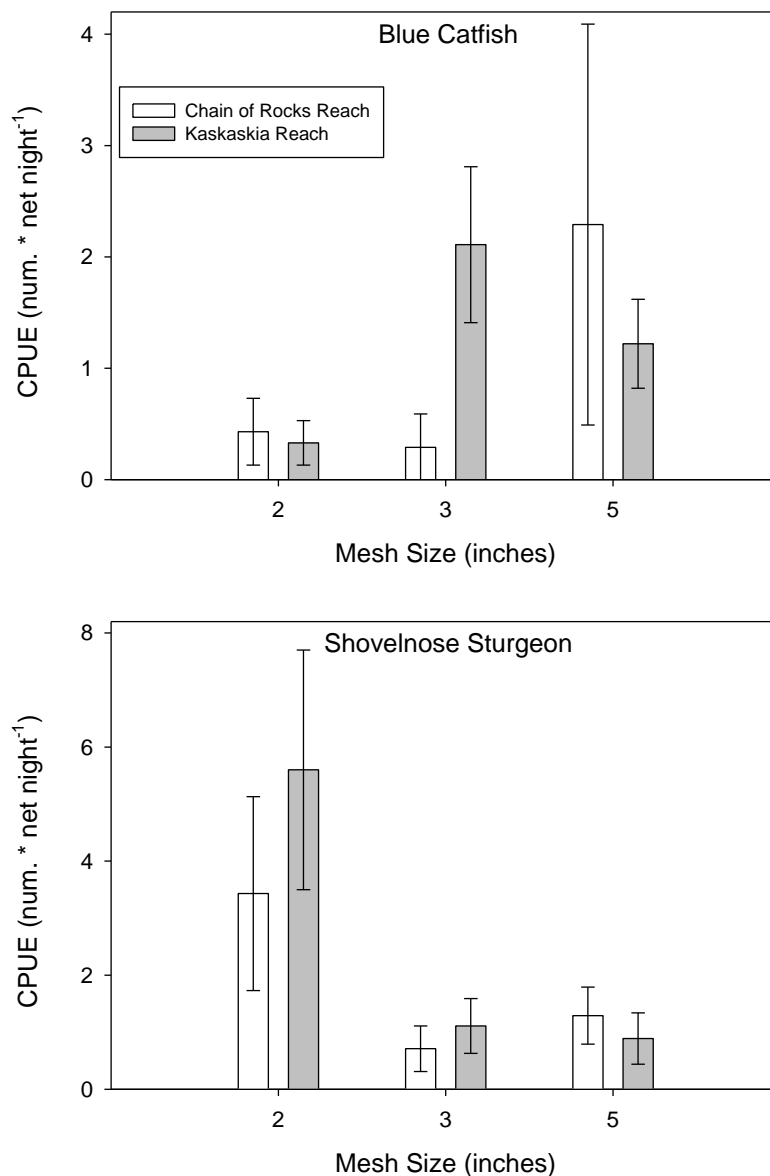 Blue Catfish
Chain of Rocks Reach
Kaskaskia Reach
CPUE (num. * net night⁻¹)
4
3
2
1
0
2 3 5
Mesh Size (inches)
Shovelnose Sturgeon
CPUE (num. * net night⁻¹)
8
6
4
2
0
2 3 5
Mesh Size (inches)